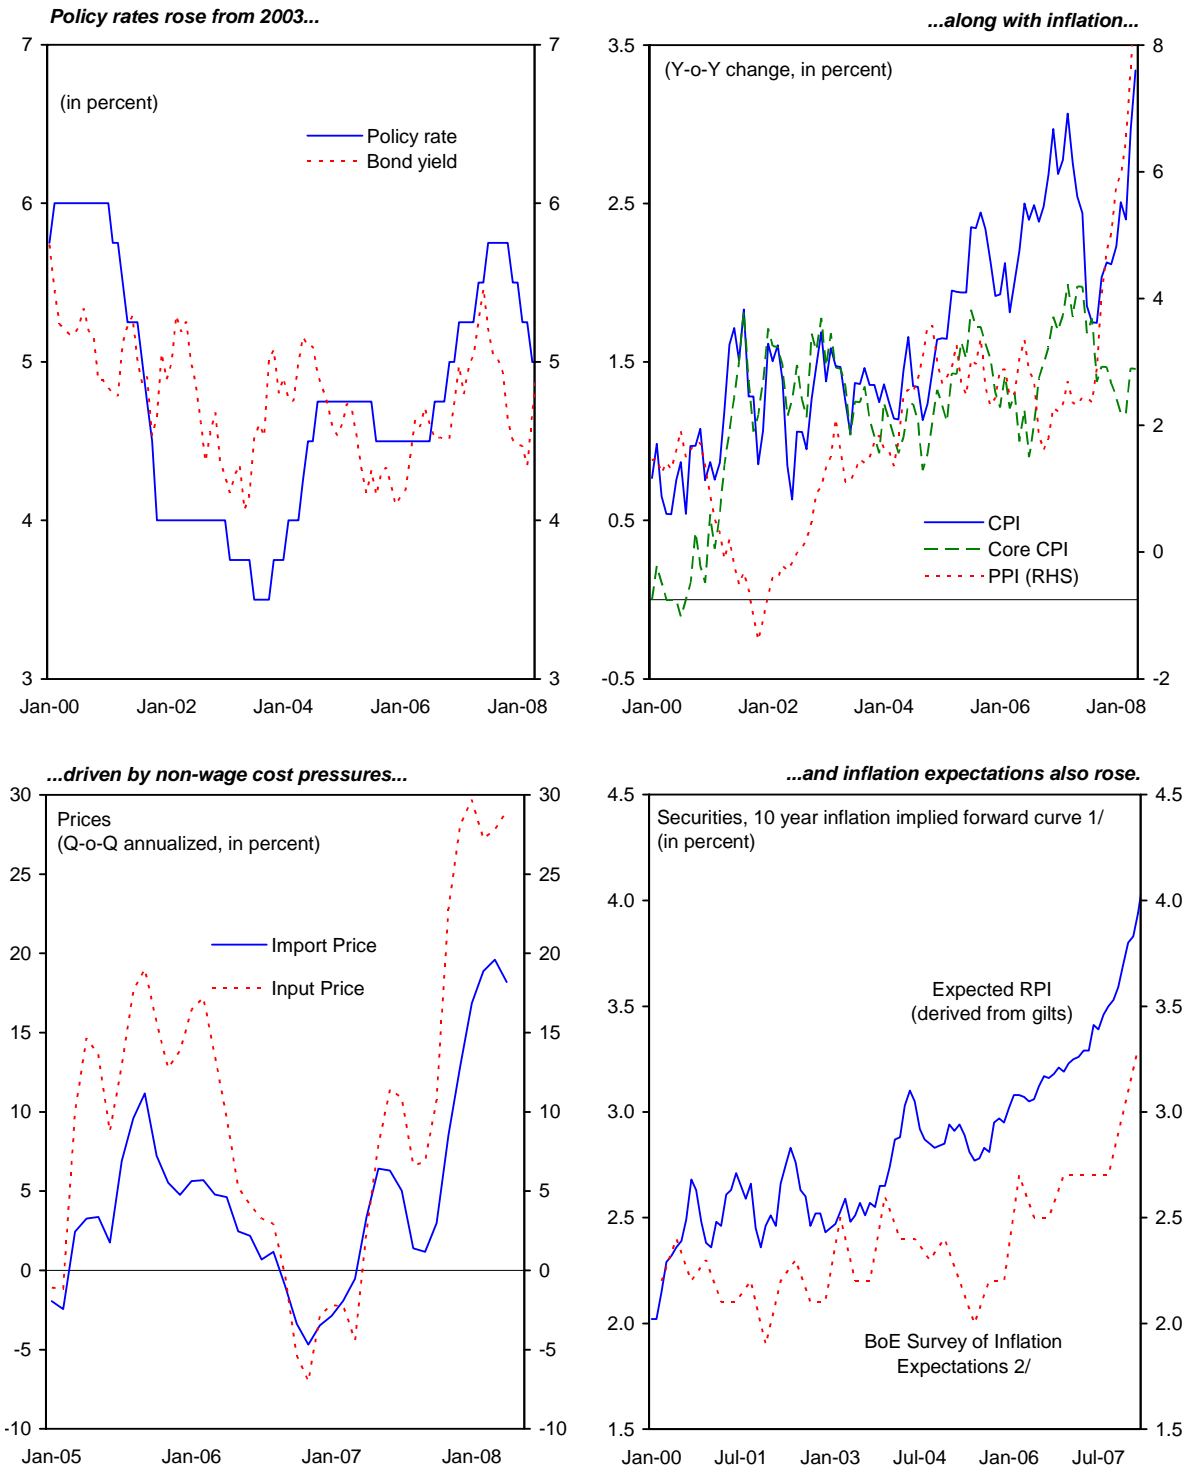 Policy rates rose from 2003...
7
7
(in percent)
Policy rate
Bond yield
6
6
5
5
4
4
3
3
Jan-00
Jan-02
Jan-04
Jan-06
Jan-08
...along with inflation...
3.5
8
(Y-o-Y change, in percent)
6
2.5
4
1.5
2
0.5
CPI
Core CPI
PPI (RHS)
0
-0.5
-2
Jan-00
Jan-02
Jan-04
Jan-06
Jan-08
...driven by non-wage cost pressures...
30
30
Prices
(Q-o-Q annualized, in percent)
25
25
Import Price
20
20
Input Price
15
15
10
10
5
5
0
0
-5
-5
-10
-10
Jan-05
Jan-06
Jan-07
Jan-08
...and inflation expectations also rose.
4.5
4.5
Securities, 10 year inflation implied forward curve 1/
(in percent)
4.0
4.0
Expected RPI
(derived from gilts)
3.5
3.5
3.0
3.0
2.5
2.5
2.0
2.0
BoE Survey of Inflation
Expectations 2/
1.5
1.5
Jan-00
Jul-01
Jan-03
Jul-04
Jan-06
Jul-07